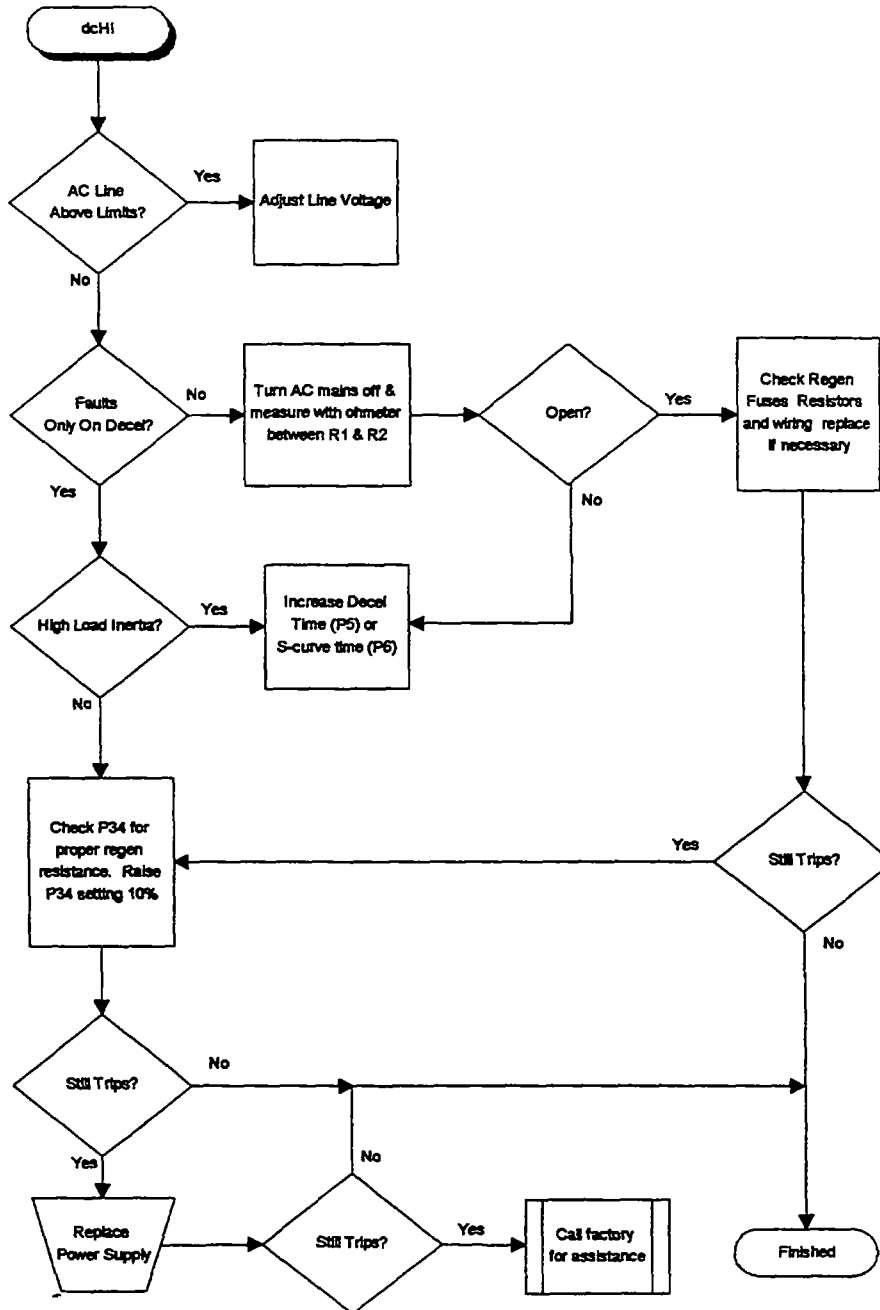 dcHi
AC Line
Above Limits?
Yes
Adjust Line Voltage
No
Faults
Only On Decel?
No
Turn AC mains off &
measure with ohmeter
between R1 & R2
Open?
Yes
Check Regen
Fuses Resistors
and wiring replace
if necessary
Yes
No
High Load Inertia?
Yes
Increase Decel
Time (P5) or
S-curve time (P6)
No
Check P34 for
proper regen
resistance. Raise
P34 setting 10%
Yes
Still Trips?
No
Still Trips?
No
Yes
No
Replace
Power Supply
Still Trips?
Yes
Call factory
for assistance
Finished